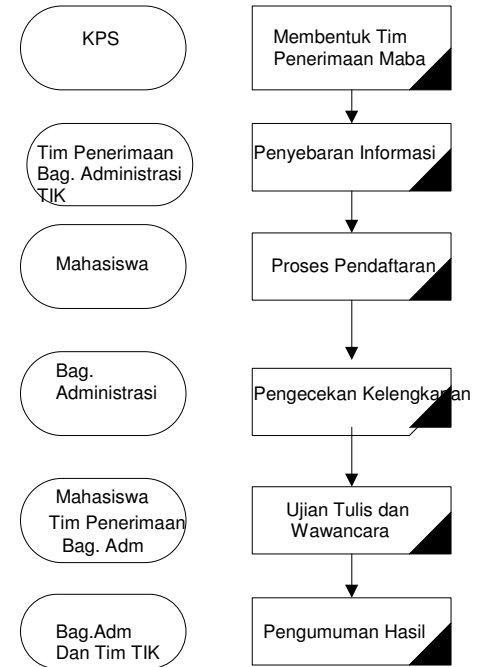 KPS
Membentuk Tim
Penerimaan Maba
Tim Penerimaan
Bag. Administrasi
TIK
Penyebaran Informasi
Mahasiswa
Proses Pendaftaran
Bag.
Administrasi
Pengecekan Kelengkapan
Mahasiswa
Tim Penerimaan
Bag. Adm
Ujian Tulis dan
Wawancara
Bag.Adm
Dan Tim TIK
Pengumuman Hasil